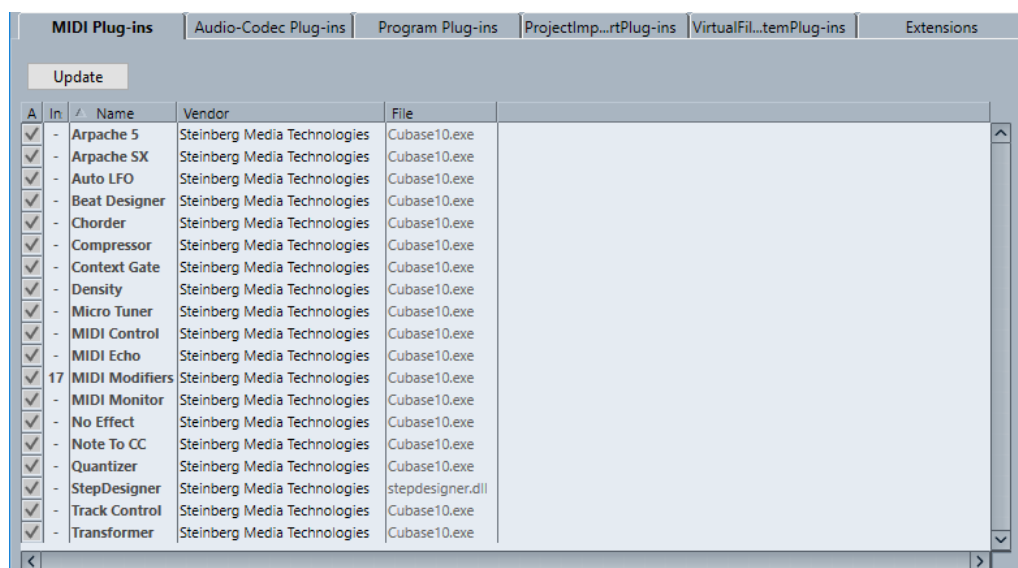 MIDI Plug-ins Audio-Codec Plug-ins Program Plug-ins ProjectImp...rtPlug-ins VirtualFil...temPlug-ins Extensions
Update
A In Name Vendor File
- Arpache 5 Steinberg Media Technologies Cubase10.exe
- Arpache SX Steinberg Media Technologies Cubase10.exe
- Auto LFO Steinberg Media Technologies Cubase10.exe
- Beat Designer Steinberg Media Technologies Cubase10.exe
- Chorder Steinberg Media Technologies Cubase10.exe
- Compressor Steinberg Media Technologies Cubase10.exe
- Context Gate Steinberg Media Technologies Cubase10.exe
- Density Steinberg Media Technologies Cubase10.exe
- Micro Tuner Steinberg Media Technologies Cubase10.exe
- MIDI Control Steinberg Media Technologies Cubase10.exe
- MIDI Echo Steinberg Media Technologies Cubase10.exe
17 MIDI Modifiers Steinberg Media Technologies Cubase10.exe
- MIDI Monitor Steinberg Media Technologies Cubase10.exe
- No Effect Steinberg Media Technologies Cubase10.exe
- Note To CC Steinberg Media Technologies Cubase10.exe
- Quantizer Steinberg Media Technologies Cubase10.exe
- StepDesigner Steinberg Media Technologies stepdesigner.dll
- Track Control Steinberg Media Technologies Cubase10.exe
- Transformer Steinberg Media Technologies Cubase10.exe